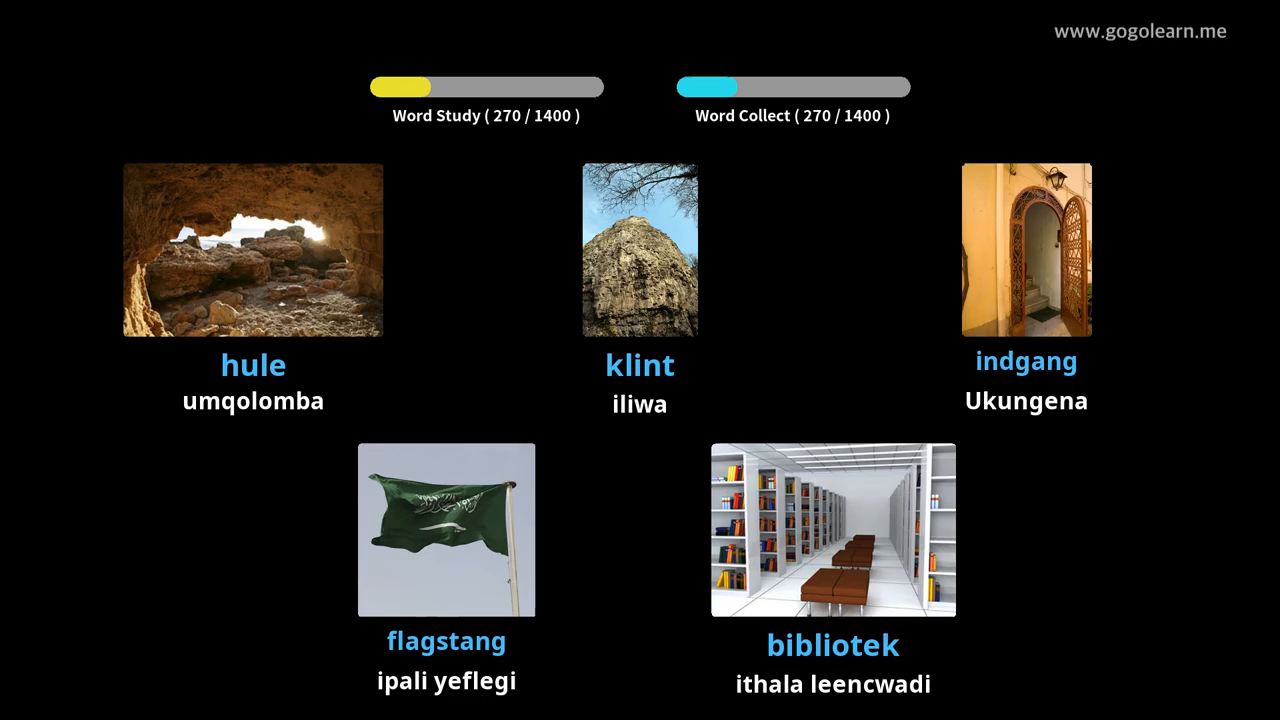 www.gogolearn.me
Word Study ( 270 / 1400 )
Word Collect ( 270 / 1400 )
hule
umqolomba
klint
iliwa
indgang
Ukungena
flagstang
ipali yeflegi
bibliotek
ithala leencwadi